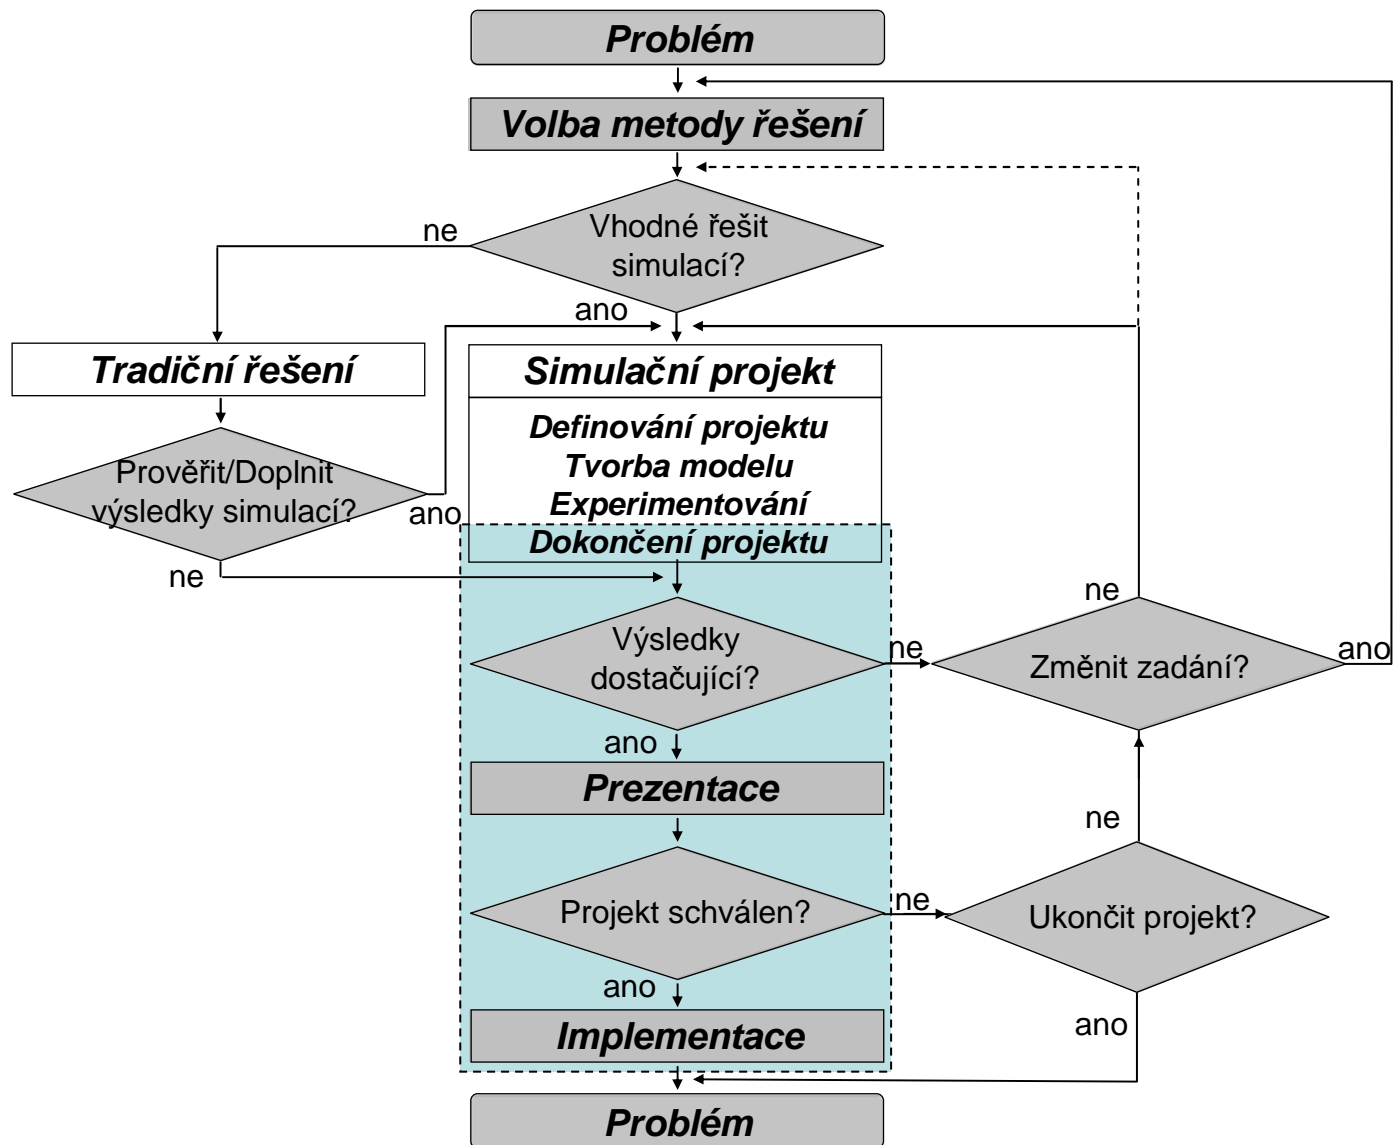 Problém
Volba metody řešení
ne
Vhodné řešit
simulací?
ano
Tradiční řešení
Simulační projekt
Definování projektu
Tvorba modelu
Experimentování
Dokončení projektu
Prověřit/Doplnit
výsledky simulací?
ano
ne
Výsledky
dostačující?
ne
ne
Změnit zadání?
ano
ano
Prezentace
ne
Projekt schválen?
ne
Ukončit projekt?
ano
ano
Implementace
Problém